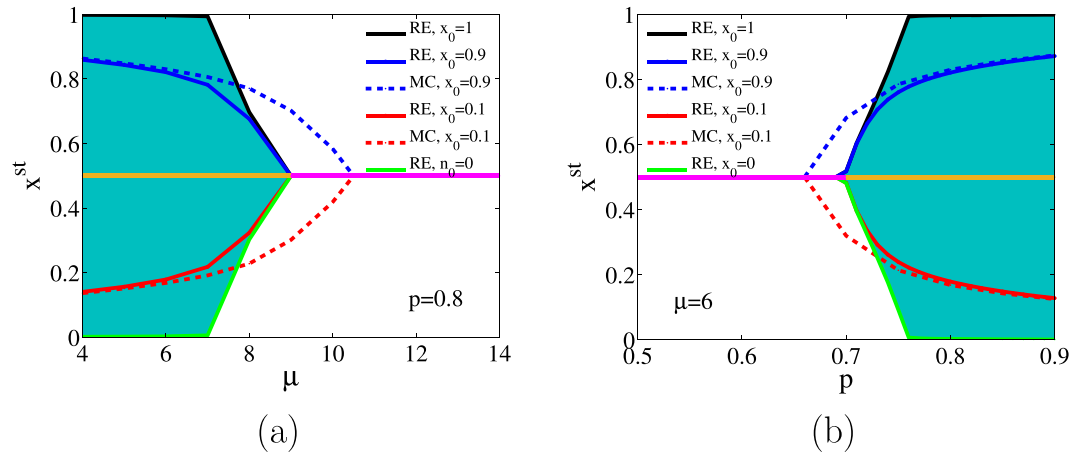 1
0.8
0.6
0.4
0.2
0
x^st
4
6
8
10
12
14
μ
RE, x_0=1
RE, x_0=0.9
MC, x_0=0.9
RE, x_0=0.1
MC, x_0=0.1
RE, n_0=0
p=0.8
(a)
1
0.8
0.6
0.4
0.2
0
x^st
0.5
0.6
0.7
0.8
0.9
p
RE, x_0=1
RE, x_0=0.9
MC, x_0=0.9
RE, x_0=0.1
MC, x_0=0.1
RE, x_0=0
μ=6
(b)